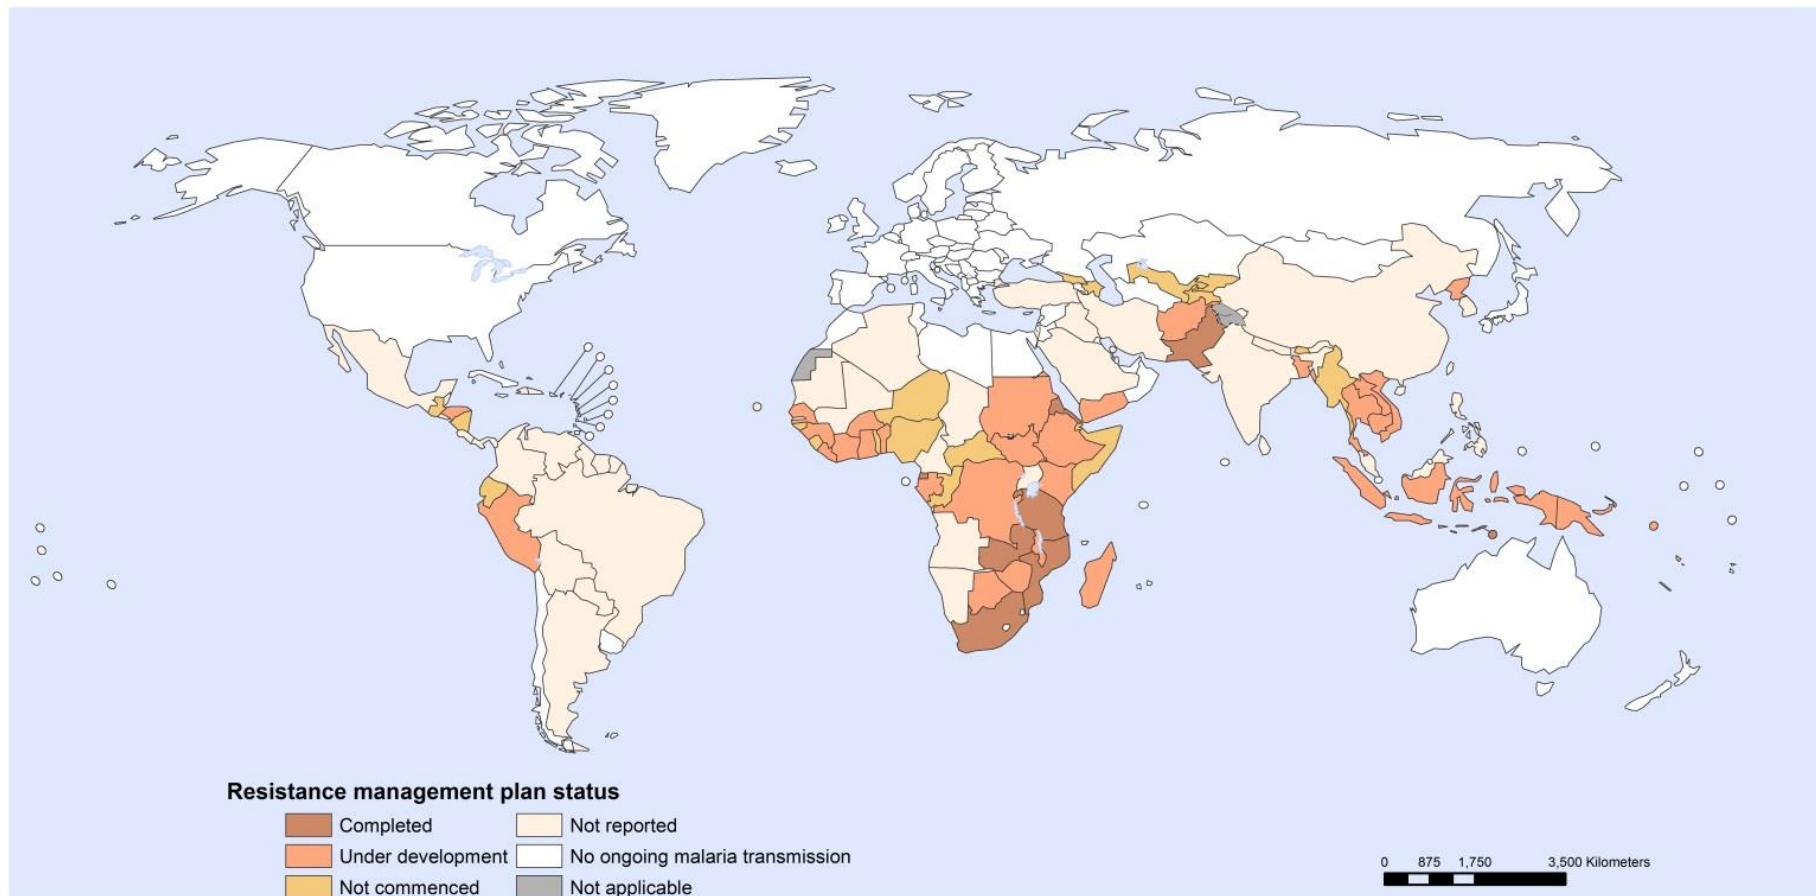 Resistance management plan status
Completed
Not reported
Under development
No ongoing malaria transmission
Not commenced
Not applicable
0 875 1,750 3,500 Kilometers